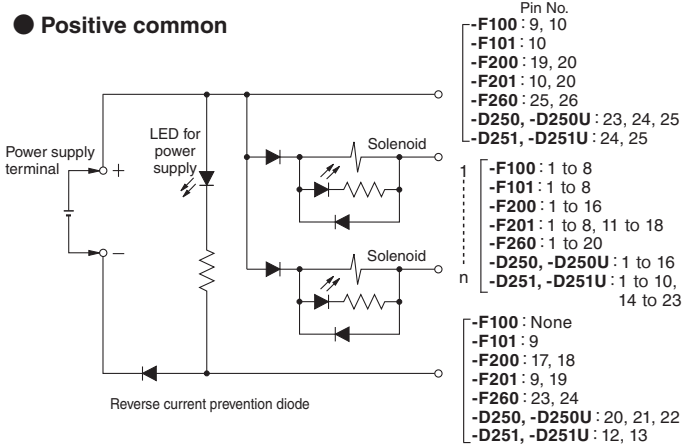 ● Positive common
Pin No.
-F100 : 9, 10
-F101 : 10
-F200 : 19, 20
-F201 : 10, 20
-F260 : 25, 26
-D250, -D250U : 23, 24, 25
-D251, -D251U : 24, 25
Power supply
terminal
+
−
LED for
power
supply
Solenoid
1
-F100 : 1 to 8
-F101 : 1 to 8
-F200 : 1 to 16
-F201 : 1 to 8, 11 to 18
-F260 : 1 to 20
-D250, -D250U : 1 to 16
-D251, -D251U : 1 to 10,
14 to 23
Solenoid
n
-F100 : None
-F101 : 9
-F200 : 17, 18
-F201 : 9, 19
-F260 : 23, 24
-D250, -D250U : 20, 21, 22
-D251, -D251U : 12, 13
Reverse current prevention diode